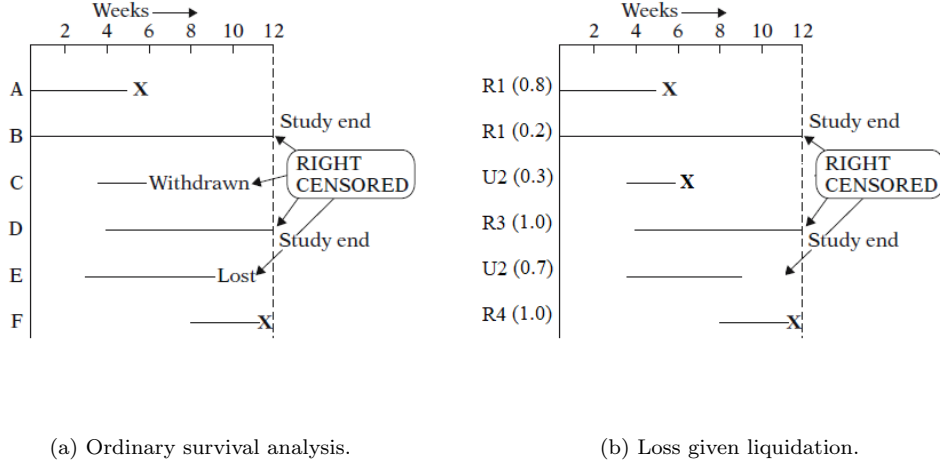 Weeks
2 4 6 8 10 12
A X
Study end
B
RIGHT
C Withdrawn CENSORED
D
Study end
E Lost
F X
(a) Ordinary survival analysis.
Weeks
2 4 6 8 10 12
R1 (0.8) X
Study end
R1 (0.2)
RIGHT
U2 (0.3) X CENSORED
R3 (1.0)
Study end
U2 (0.7)
R4 (1.0) X
(b) Loss given liquidation.